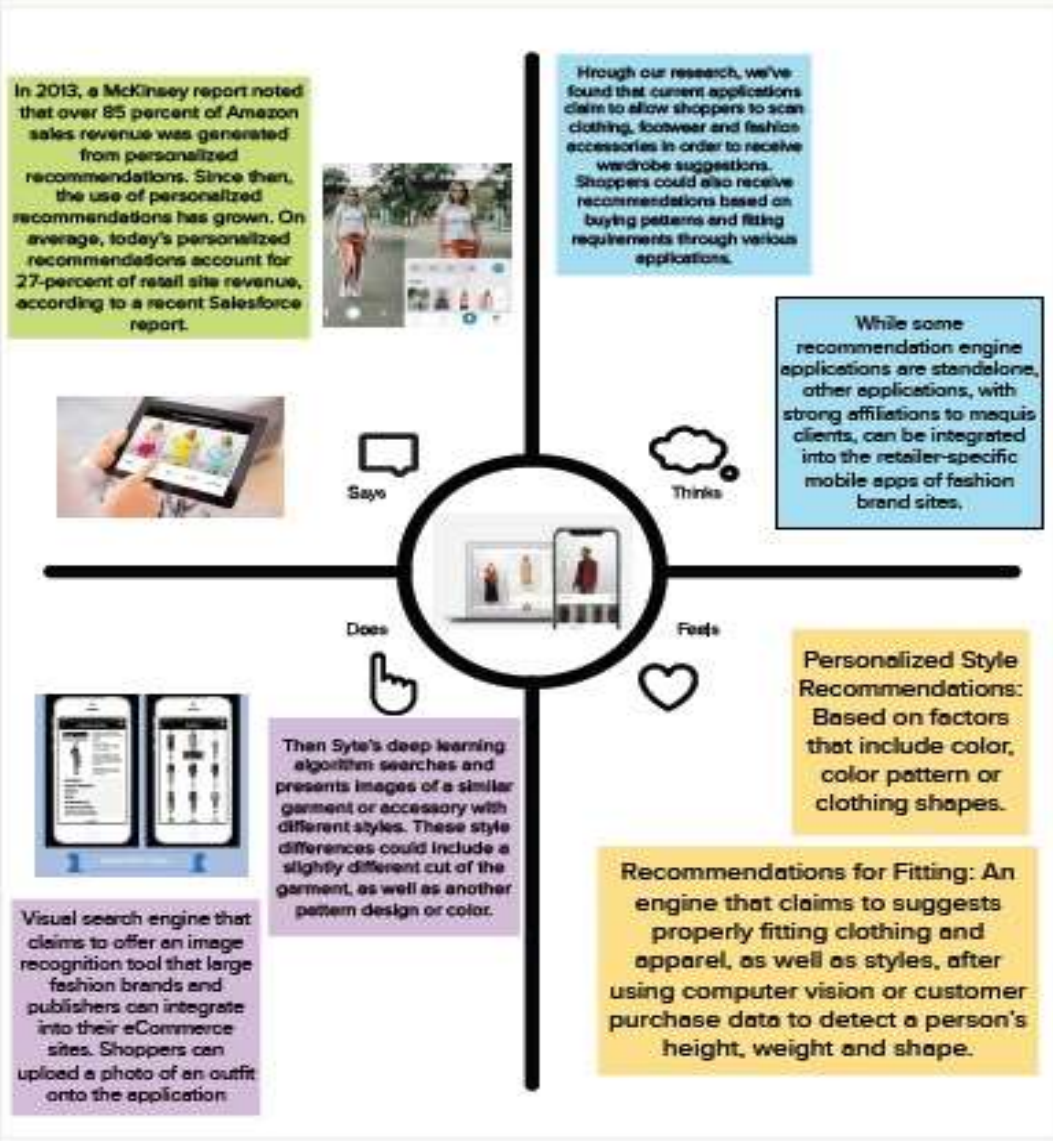 In 2013, a McKinsey report noted
that over 85 percent of Amazon
sales revenue was generated
from personalized
recommendations. Since then,
the use of personalized
recommendations has grown. On
average, today's personalized
recommendations account for
27-percent of retail site revenue,
according to a recent Salesforce
report.
Hrough our research, we've
found that current applications
claim to allow shoppers to scan
clothing, footwear and fashion
accessories in order to receive
wardrobe suggestions.
Shoppers could also receive
recommendations based on
buying patterns and fitting
requirements through various
applications.
While some
recommendation engine
applications are standalone,
other applications, with
strong affiliations to maquis
clients, can be integrated
into the retailer-specific
mobile apps of fashion
brand sites.
Says
Thinks
Does
Feels
Personalized Style
Recommendations:
Based on factors
that include color,
color pattern or
clothing shapes.
Then Syte's deep learning
algorithm searches and
presents images of a similar
garment or accessory with
different styles. These style
differences could include a
slightly different cut of the
garment, as well as another
pattern design or color.
Recommendations for Fitting: An
engine that claims to suggests
properly fitting clothing and
apparel, as well as styles, after
using computer vision or customer
purchase data to detect a person's
height, weight and shape.
Visual search engine that
claims to offer an image
recognition tool that large
fashion brands and
publishers can integrate
into their eCommerce
sites. Shoppers can
upload a photo of an outfit
onto the application